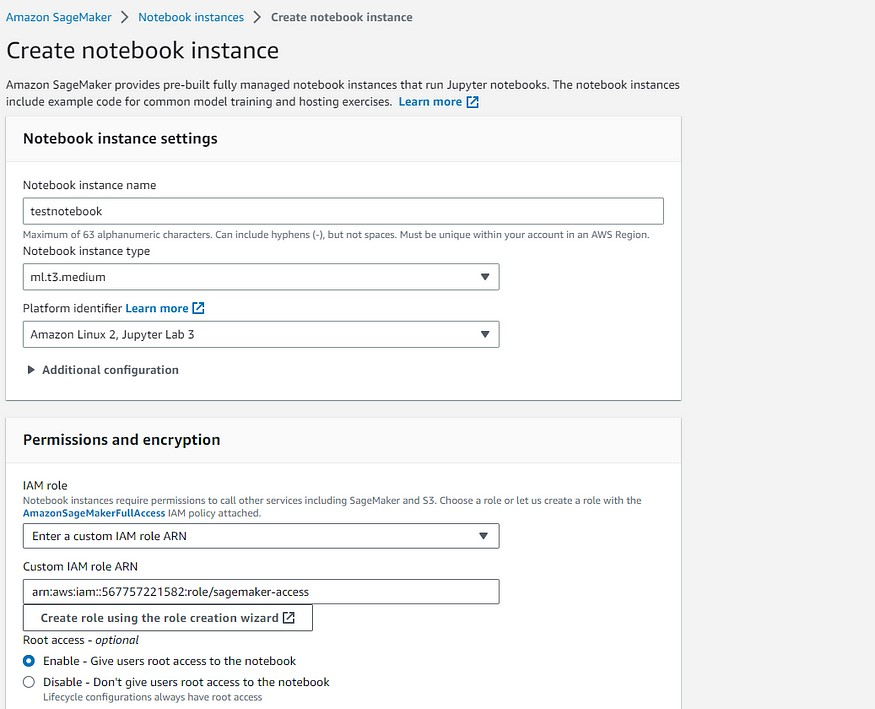 Amazon SageMaker > Notebook instances > Create notebook instance
Create notebook instance
Amazon SageMaker provides pre-built fully managed notebook instances that run Jupyter notebooks. The notebook instances
include example code for common model training and hosting exercises. Learn more
Notebook instance settings
Notebook instance name
testnotebook
Maximum of 63 alphanumeric characters. Can include hyphens (-), but not spaces. Must be unique within your account in an AWS Region.
Notebook instance type
ml.t3.medium
Platform identifier Learn more
Amazon Linux 2, Jupyter Lab 3
Additional configuration
Permissions and encryption
IAM role
Notebook instances require permissions to call other services including SageMaker and S3. Choose a role or let us create a role with the
AmazonSageMakerFullAccess IAM policy attached.
Enter a custom IAM role ARN
Custom IAM role ARN
arn:aws:iam::567757221582:role/sagemaker-access
Create role using the role creation wizard
Root access - optional
Enable - Give users root access to the notebook
Disable - Don't give users root access to the notebook
Lifecycle configurations always have root access